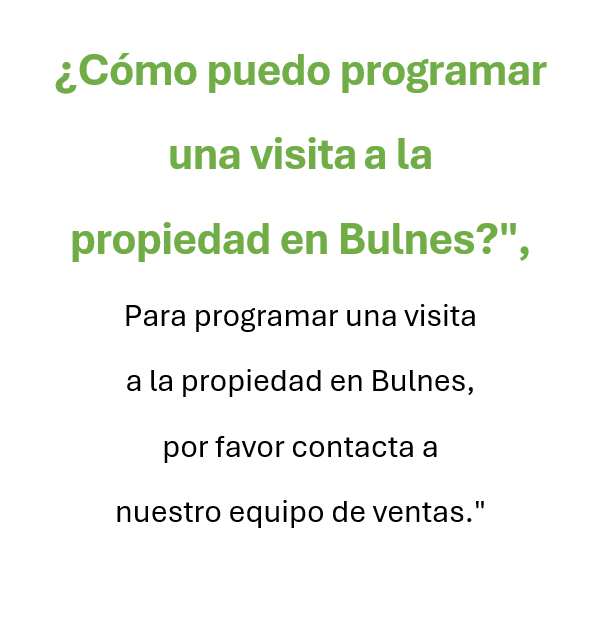 ¿Cómo puedo programar
una visita a la
propiedad en Bulnes?",
Para programar una visita
a la propiedad en Bulnes,
por favor contacta a
nuestro equipo de ventas."